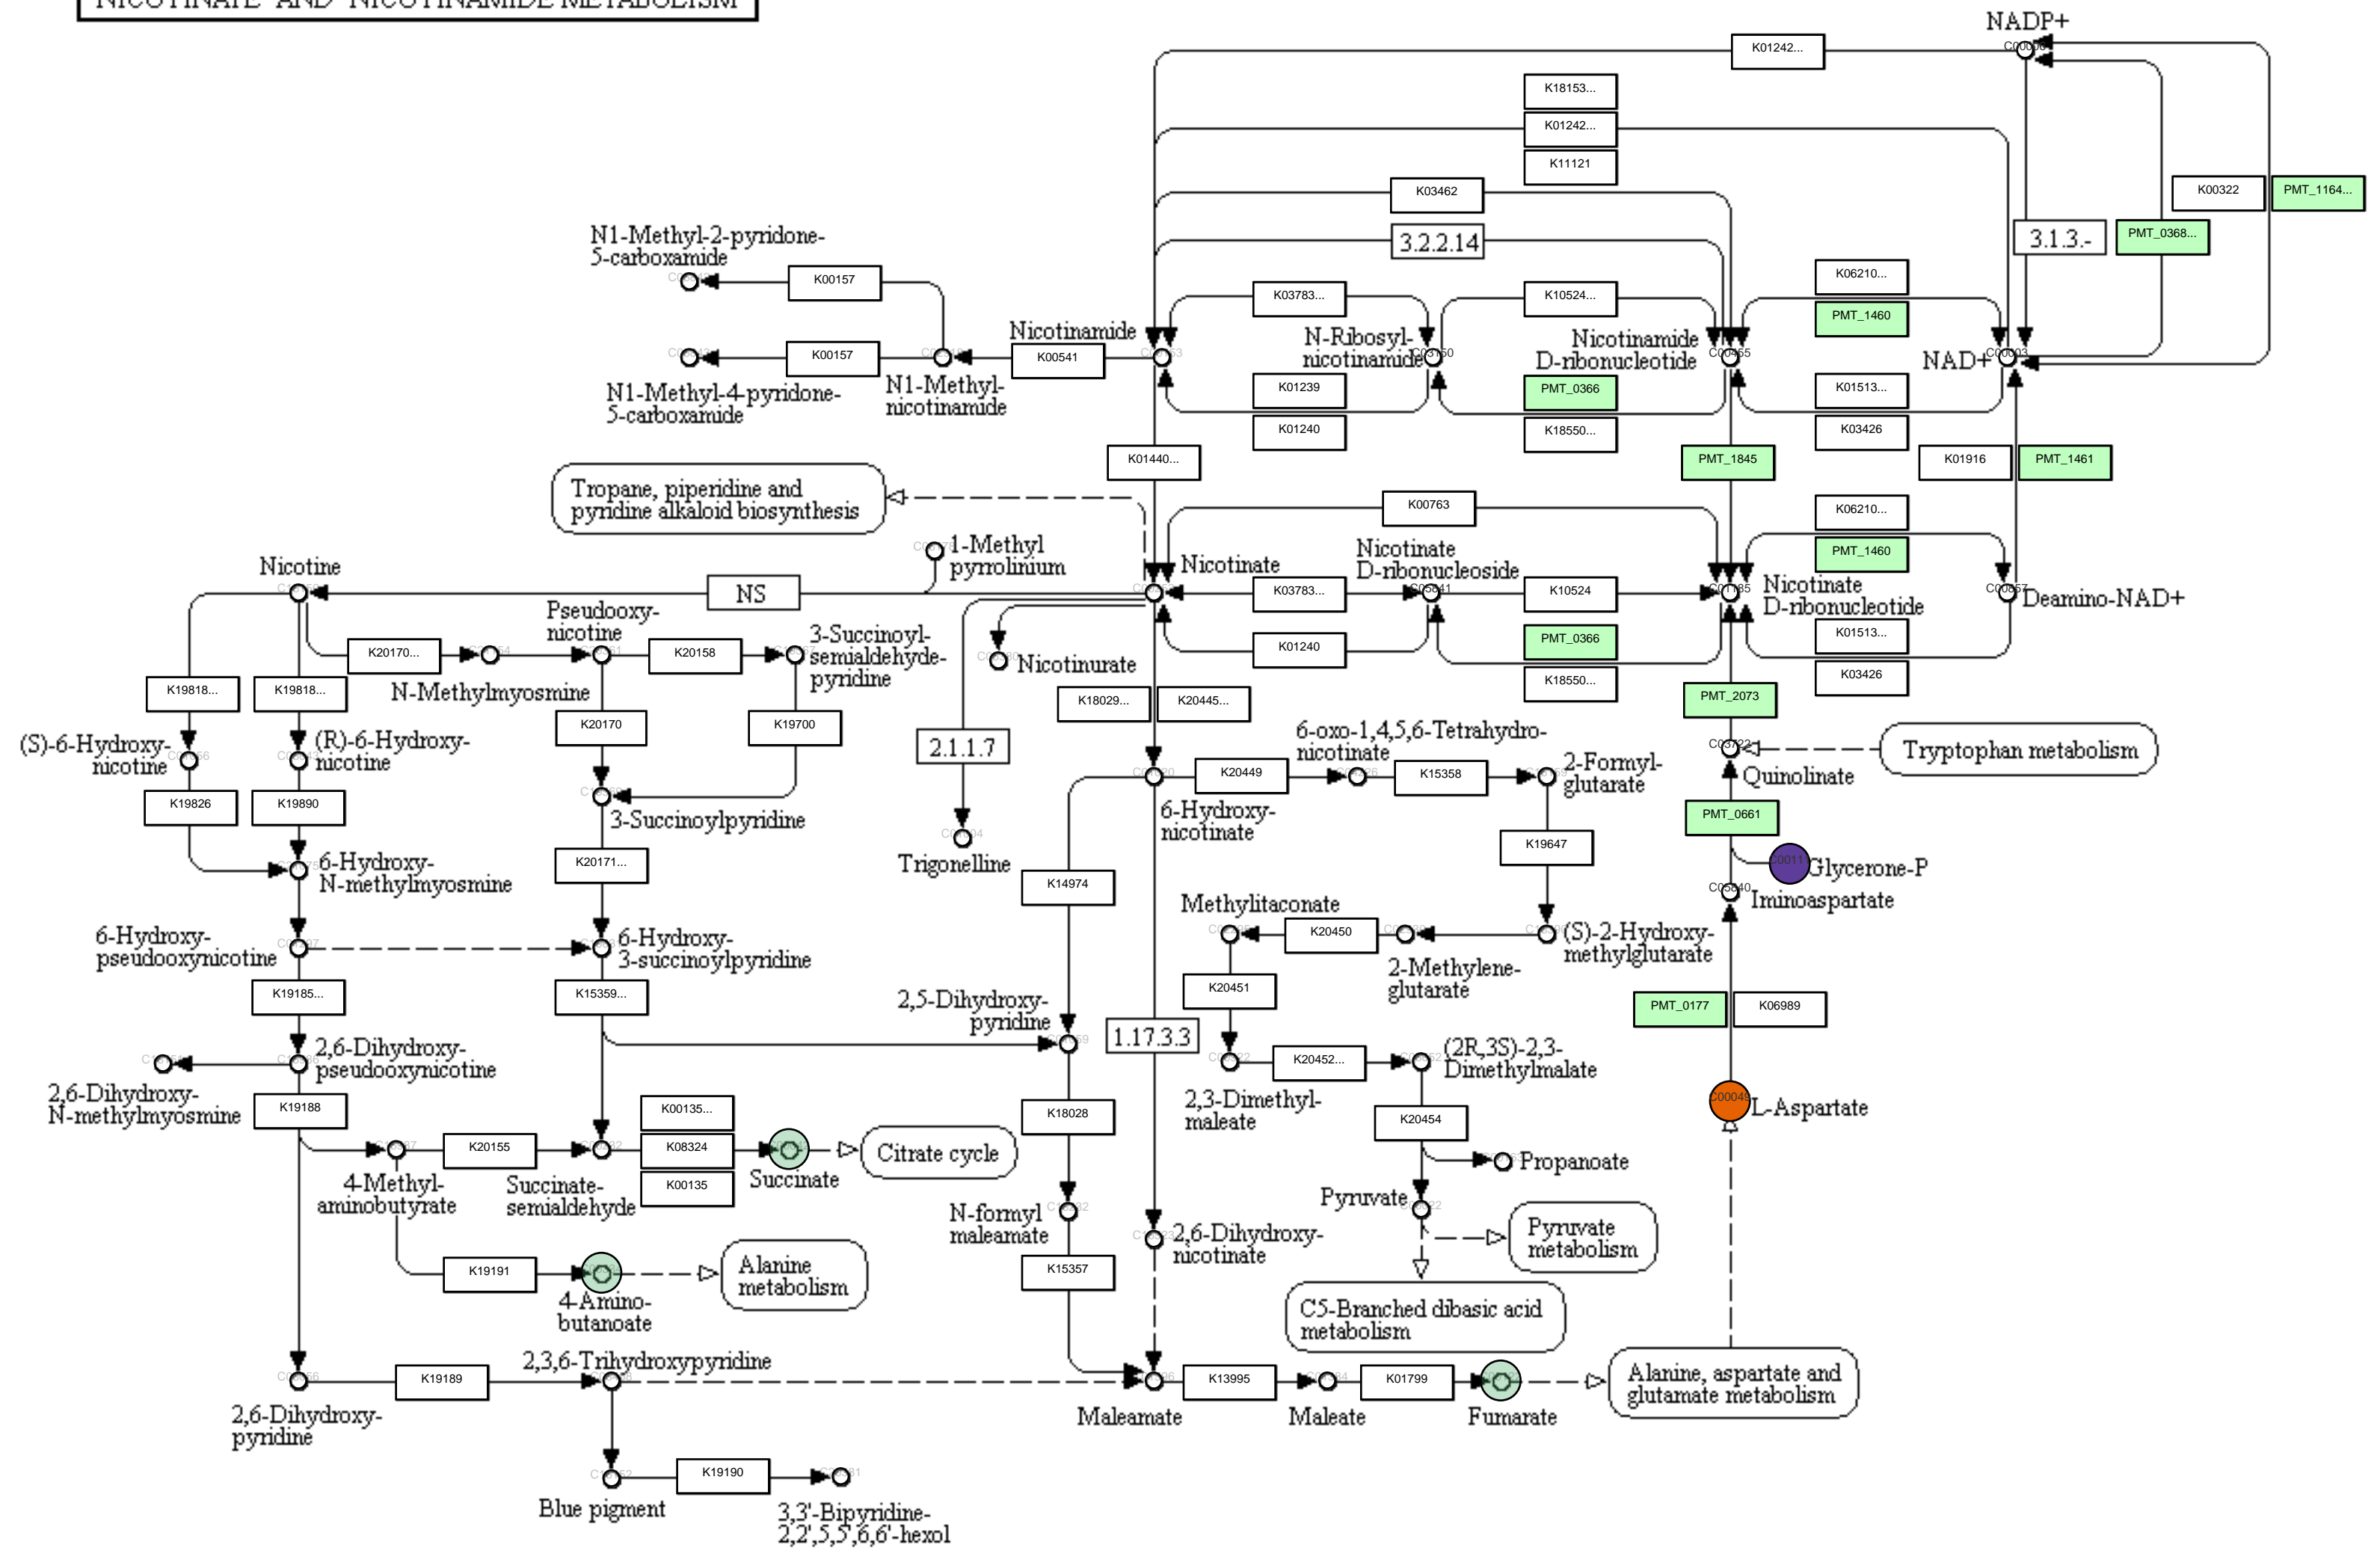 NICOTINATE AND NICOTINAMIDE METABOLISM
NADP+
K01242...
K18153...
K01242...
K11121
K03462
K00322
PMT_1164...
3.2.2.14
3.1.3.-
PMT_0368...
N1-Methyl-2-pyridone-
5-carboxamide
K00157
K03783...
K10524...
K06210...
PMT_1460
Nicotinamide
N-Ribosyl-
nicotinamide
C03150
Nicotinamide
D-ribonucleotide
C00455
NAD+
C00003
K00157
K00541
N1-Methyl-4-pyridone-
5-carboxamide
N1-Methyl-
nicotinamide
K01239
K01240
PMT_0366
K18550...
K01513...
K03426
K01440...
PMT_1845
K01916
PMT_1461
Tropane, piperidine and
pyridine alkaloid biosynthesis
K00763
K06210...
PMT_1460
1-Methyl
pyrrolinium
Nicotine
NS
Nicotinate
Nicotinate
D-ribonucleoside
K03783...
K10524
C01185
Nicotinate
D-ribonucleotide
C00857
Deamino-NAD+
Pseudooxy-
nicotine
K20170...
K20158
3-Succinoyl-
semialdehyde-
pyridine
N-Methylmyosmine
Nicotinurate
K01240
PMT_0366
K18550...
K01513...
K03426
K19818...
K19818...
K20170
K19700
K18029...
K20445...
PMT_2073
(S)-6-Hydroxy-
nicotine
(R)-6-Hydroxy-
nicotine
2.1.1.7
6-oxo-1,4,5,6-Tetrahydro-
nicotinate
K20449
K15358
2-Formyl-
glutarate
C03722
Quinolinate
Tryptophan metabolism
K19826
K19890
3-Succinoylpyridine
6-Hydroxy-
nicotinate
PMT_0661
Trigonelline
K19647
6-Hydroxy-
N-methylmyosmine
K20171...
K14974
Glycerone-P
C05840
Iminoaspartate
Methylitaconate
6-Hydroxy-
pseudooxynicotine
6-Hydroxy-
3-succinoylpyridine
K20450
2-Methylene-
glutarate
(S)-2-Hydroxy-
methylglutarate
K19185...
K15359...
K20451
PMT_0177
K06989
2,5-Dihydroxy-
pyridine
1.17.3.3
2,6-Dihydroxy-
pseudooxynicotine
2,6-Dihydroxy-
N-methylmyosmine
K20452...
(2R,3S)-2,3-
Dimethylmalate
2,3-Dimethyl-
maleate
C00049
L-Aspartate
K19188
K00135...
K18028
K20454
K20155
K08324
K00135
Succinate
Citrate cycle
4-Methyl-
aminobutyrate
Succinate-
semialdehyde
Propanoate
Pyruvate
N-formyl
maleamate
2,6-Dihydroxy-
nicotinate
Pyruvate
metabolism
K19191
4-Amino-
butanoate
Alanine
metabolism
K15357
C5-Branched dibasic acid
metabolism
2,3,6-Trihydroxypyridine
K19189
K13995
K01799
Alanine, aspartate and
glutamate metabolism
2,6-Dihydroxy-
pyridine
Maleamate
Maleate
Fumarate
K19190
Blue pigment
3,3'-Bipyridine-
2,2',5,5',6,6'-hexol